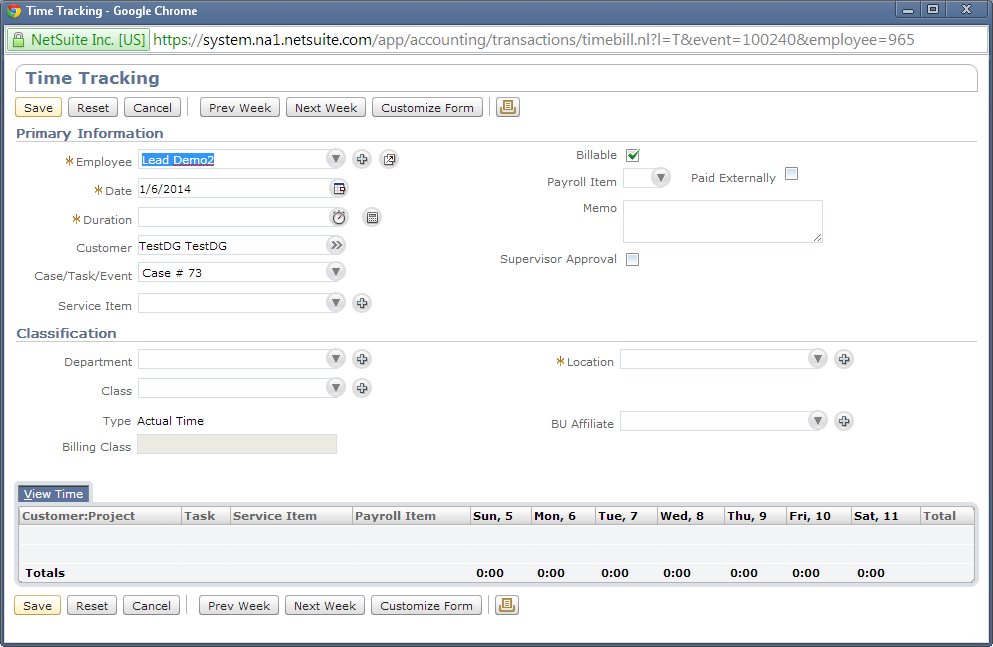 Time Tracking - Google Chrome
NetSuite Inc. [US] https://system.na1.netsuite.com/app/accounting/transactions/timebill.nl?l=T&event=100240&employee=965
Time Tracking
Save Reset Cancel Prev Week Next Week Customize Form
Primary Information
Employee Lead Demo2 Billable
Date 1/6/2014 Payroll Item Paid Externally
Duration Memo
Customer TestDG TestDG
Case/Task/Event Case # 73 Supervisor Approval
Service Item
Classification
Department Location
Class
Type Actual Time BU Affiliate
Billing Class
View Time
Customer:Project Task Service Item Payroll Item Sun, 5 Mon, 6 Tue, 7 Wed, 8 Thu, 9 Fri, 10 Sat, 11 Total
Totals 0:00 0:00 0:00 0:00 0:00 0:00 0:00
Save Reset Cancel Prev Week Next Week Customize Form